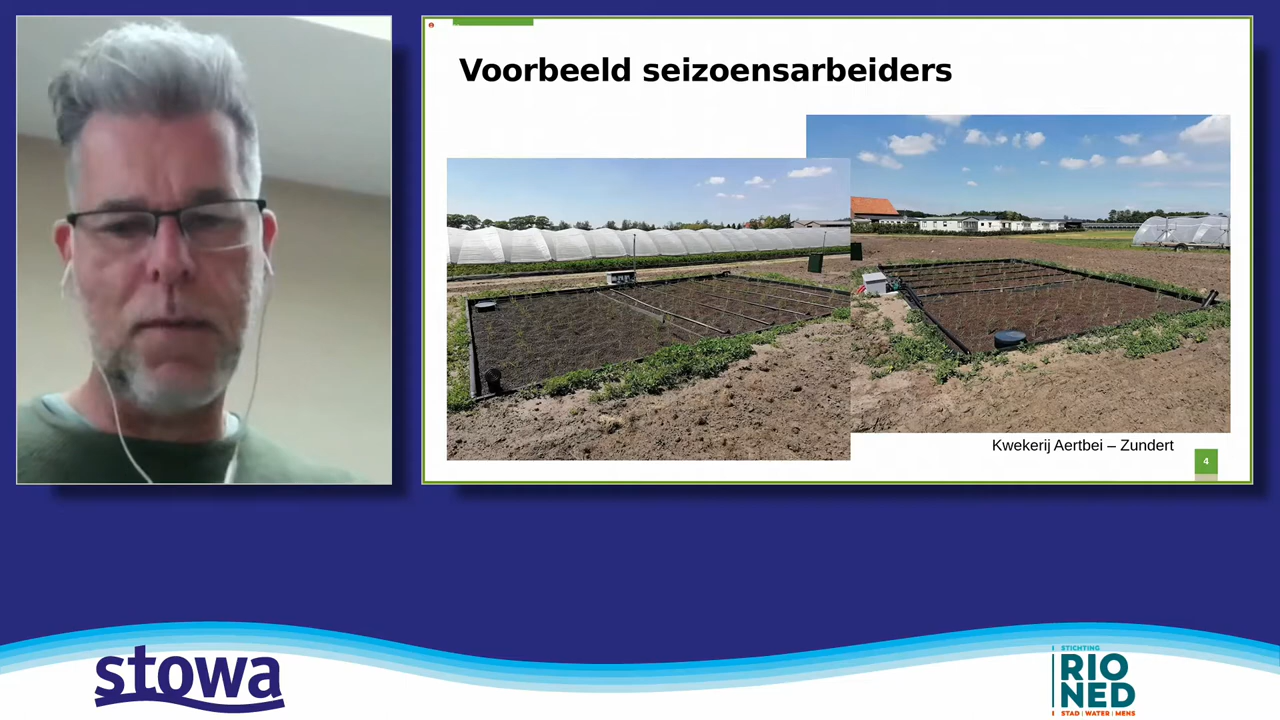 Voorbeeld seizoensarbeiders
Kwekerij Aertbei – Zundert
4
stowa
STICHTING
RIO
NED
STAD | WATER | MENS